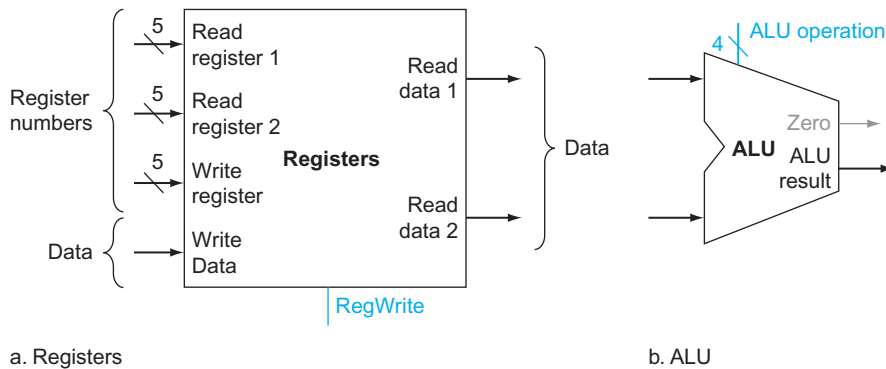 5
Read
register 1
5
Read
register 2
5
Write
register
Write
Data
Register
numbers
Data
Registers
Read
data 1
Read
data 2
Data
RegWrite
a. Registers
4
ALU operation
Zero
ALU
ALU
result
b. ALU